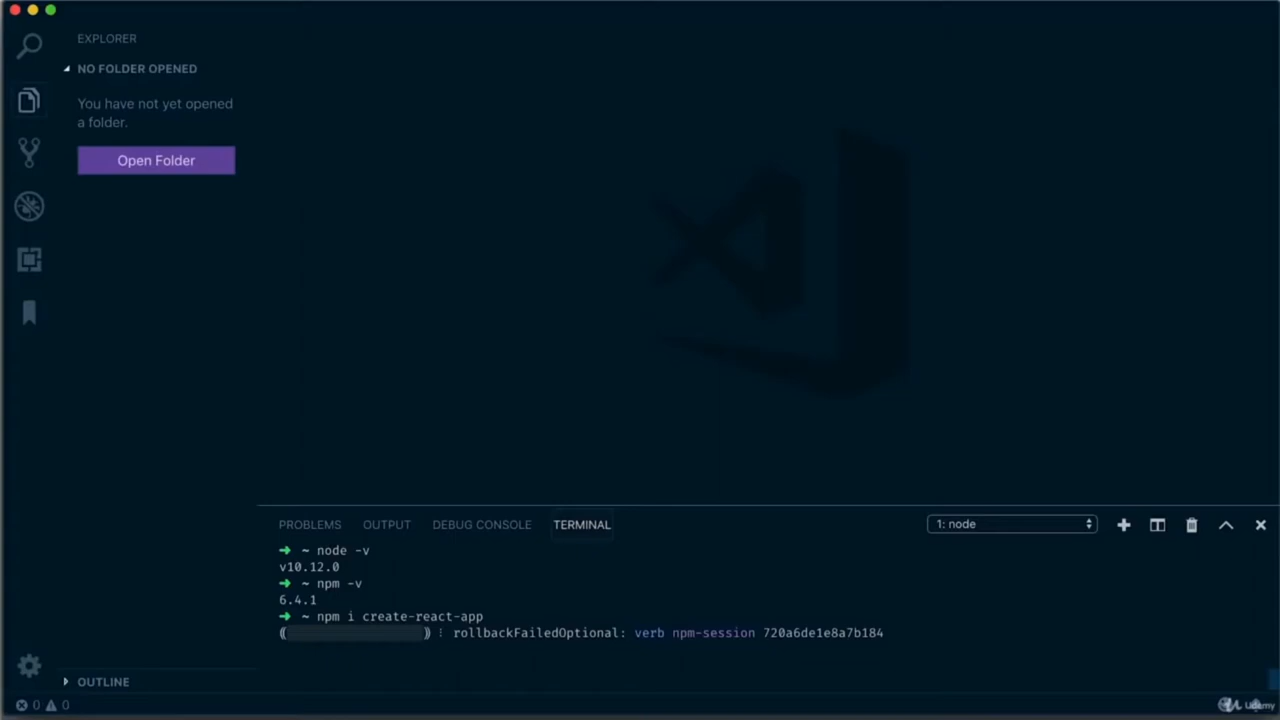 EXPLORER
NO FOLDER OPENED
You have not yet opened
a folder.
Open Folder
PROBLEMS
OUTPUT
DEBUG CONSOLE
TERMINAL
1: node
➜ ~ node -v
v10.12.0
➜ ~ npm -v
6.4.1
➜ ~ npm i create-react-app
⸨ ⸩ ⁝ rollbackFailedOptional: verb npm-session 720a6de1e8a7b184
OUTLINE
0 0
Udemy